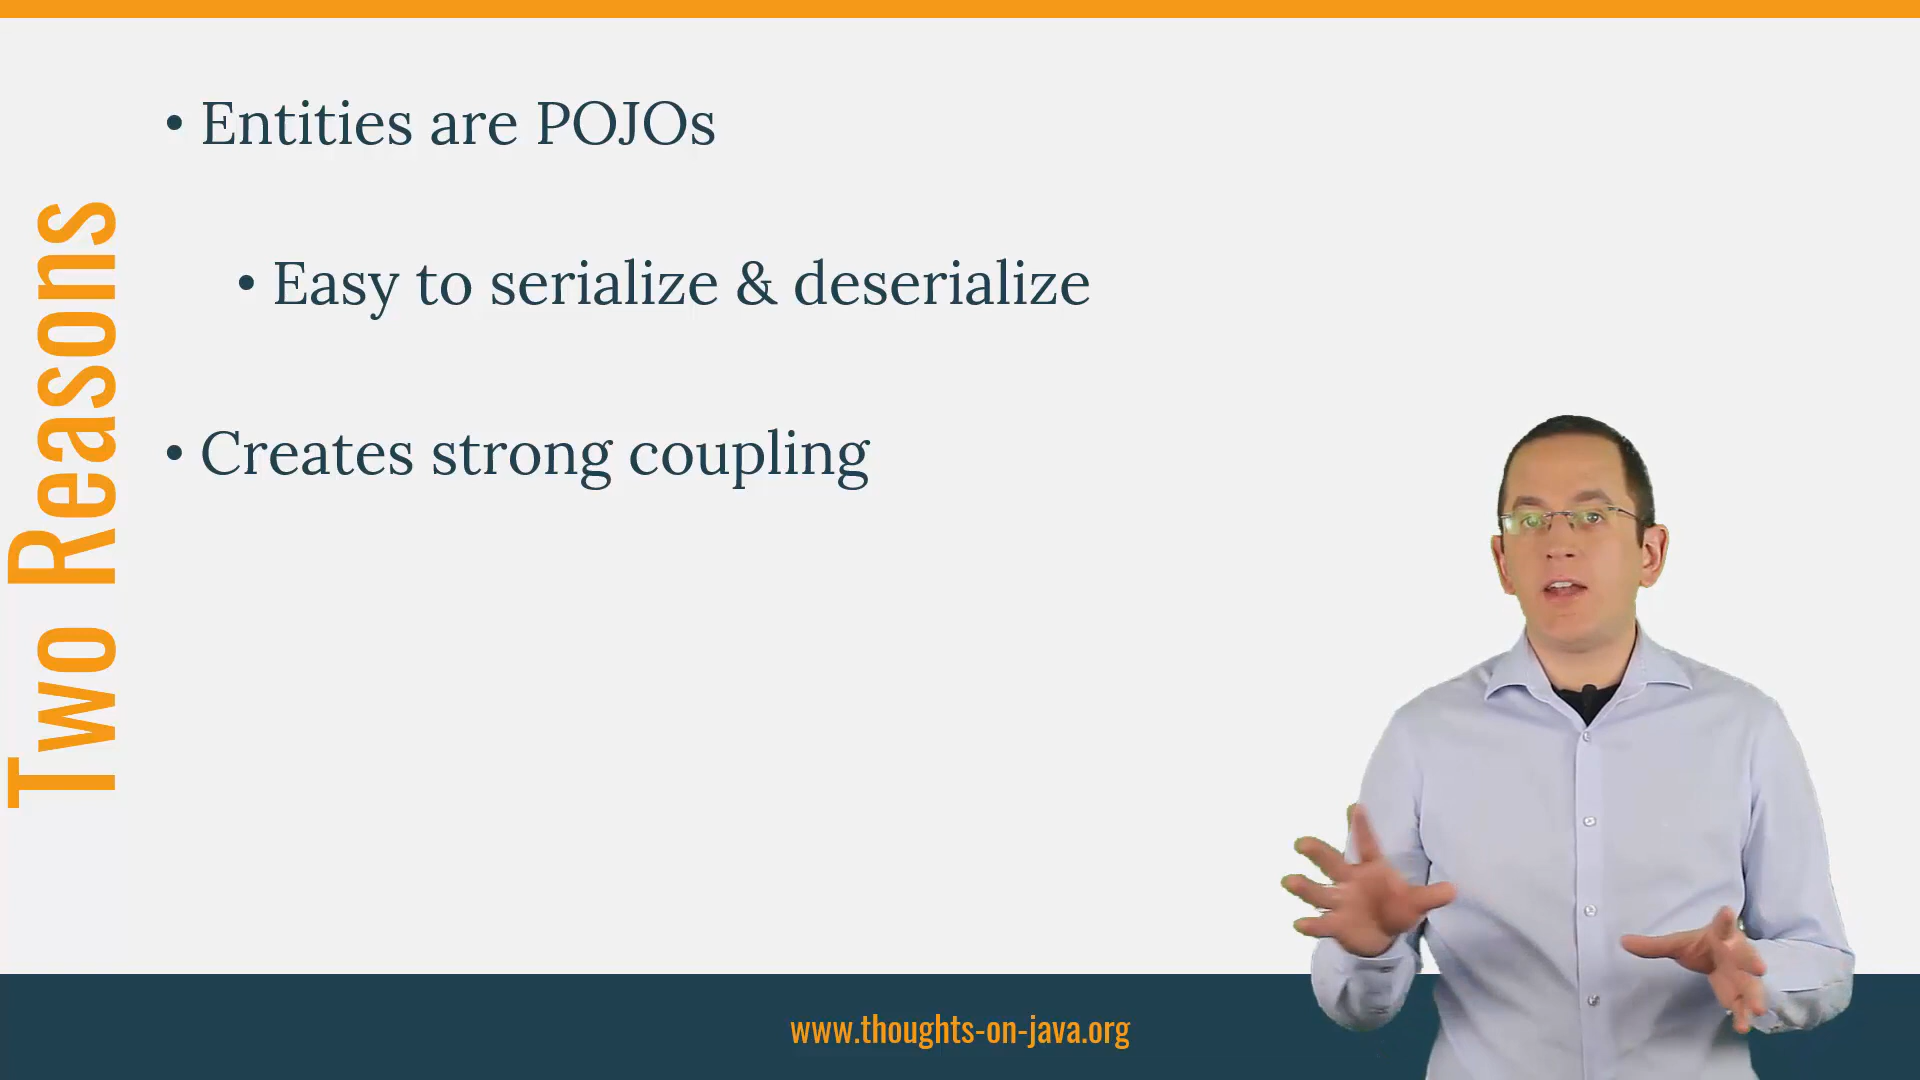 Two Reasons
• Entities are POJOs
• Easy to serialize & deserialize
• Creates strong coupling
www.thoughts-on-java.org